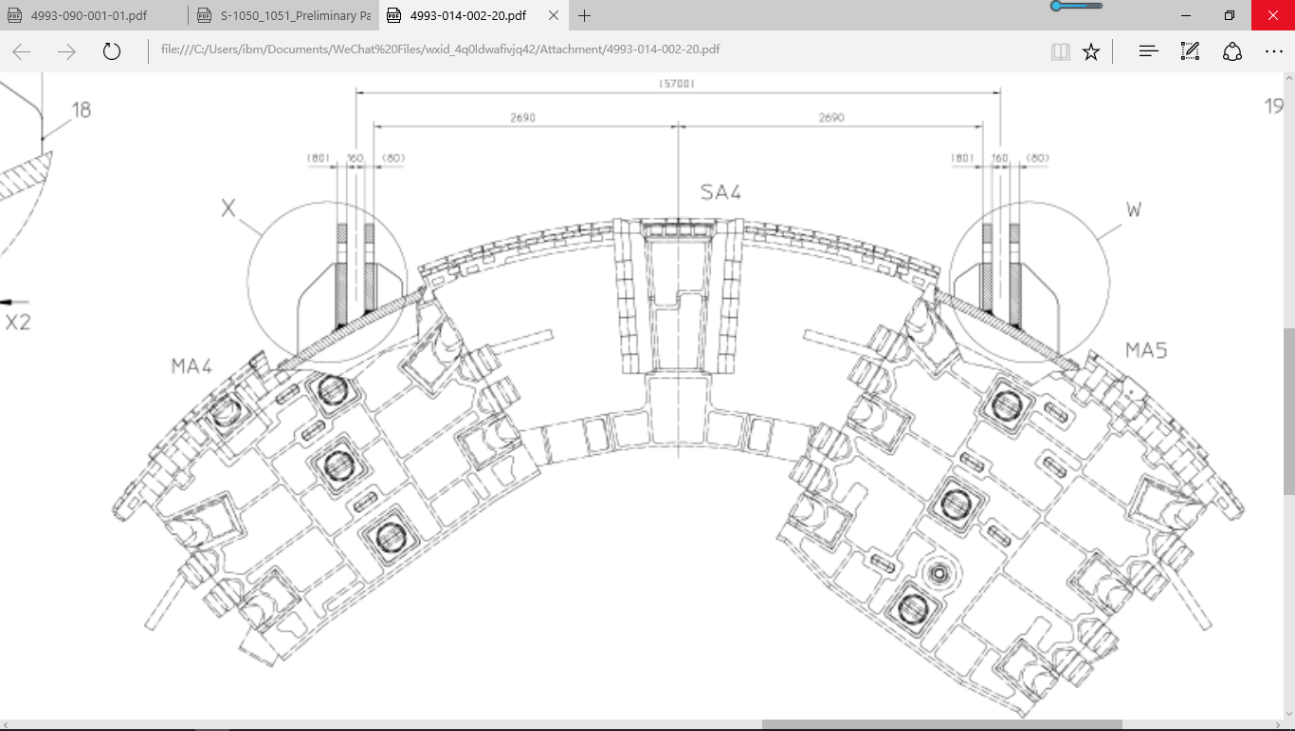 4993-090-001-01.pdf
S-1050_1051_Preliminary Pa
4993-014-002-20.pdf
file:///C:/Users/ibm/Documents/WeChat%20Files/wxid_4q0ldwafivjq42/Attachment/4993-014-002-20.pdf
(5700)
18
19
2690
2690
(80)
160
(80)
(80)
160
(80)
SA4
X
W
X2
MA4
MA5